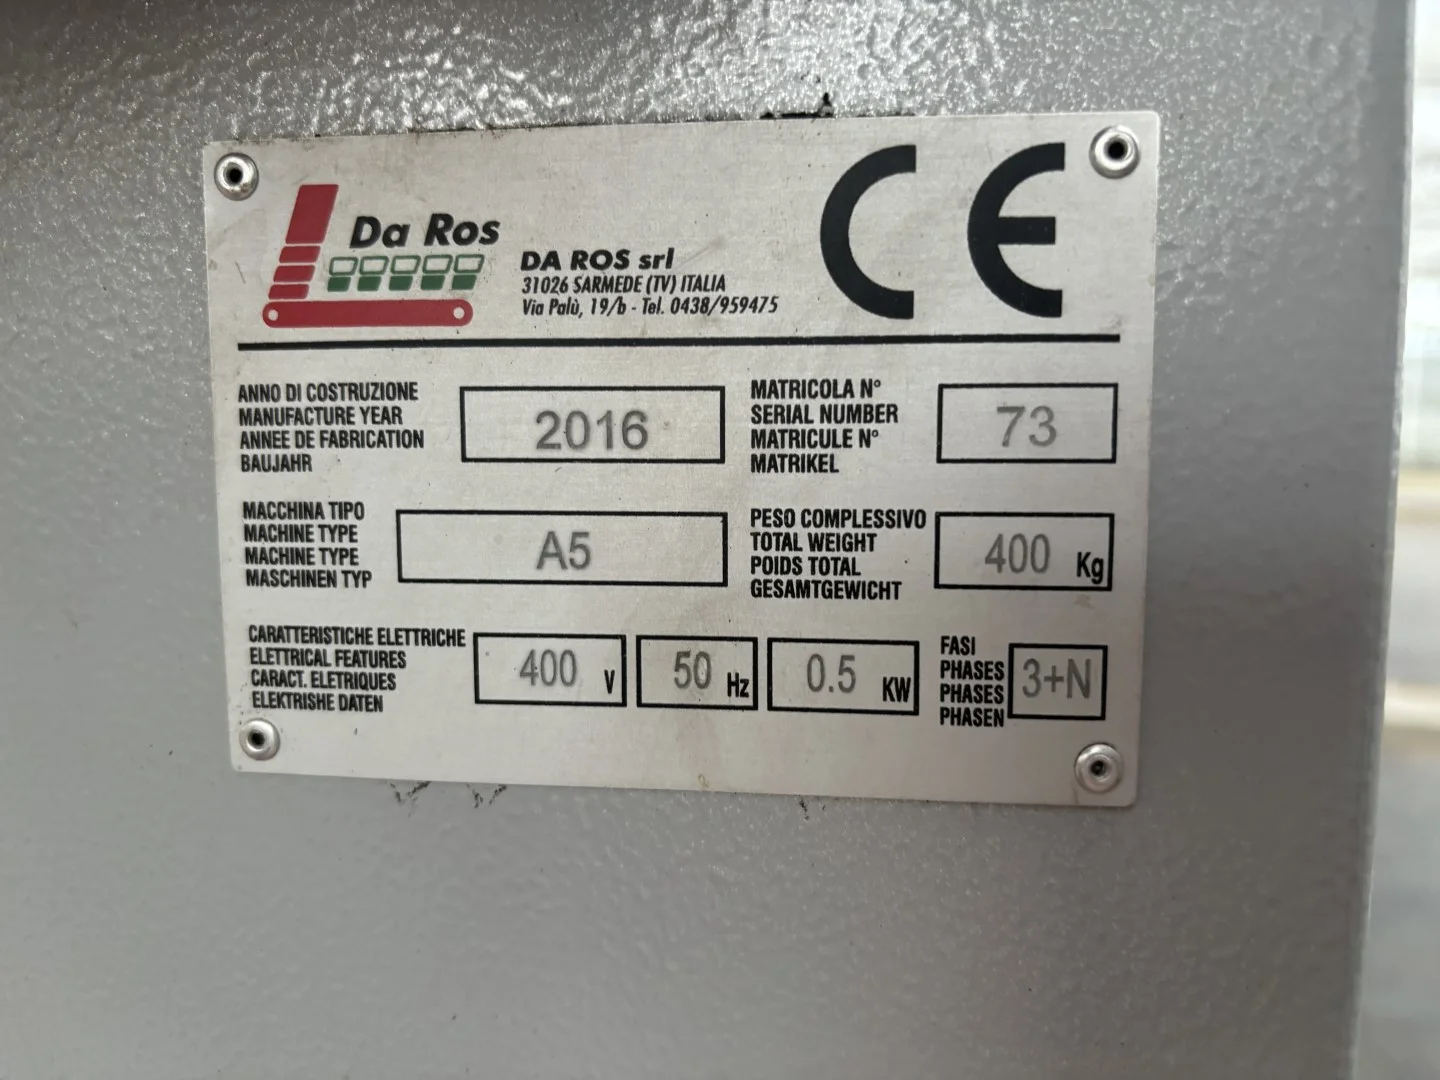 Da Ros
DA ROS srl
31026 SARMEDE (TV) ITALIA
Via Palù, 19/b - Tel. 0438/959475
CE
ANNO DI COSTRUZIONE
MANUFACTURE YEAR
ANNEE DE FABRICATION
BAUJAHR
2016
MATRICOLA N°
SERIAL NUMBER
MATRICULE N°
MATRIKEL
73
MACCHINA TIPO
MACHINE TYPE
MACHINE TYPE
MASCHINEN TYP
A5
PESO COMPLESSIVO
TOTAL WEIGHT
POIDS TOTAL
GESAMTGEWICHT
400 Kg
CARATTERISTICHE ELETTRICHE
ELETTRICAL FEATURES
CARACT. ELETRIQUES
ELEKTRISHE DATEN
400 V
50 Hz
0.5 KW
FASI
PHASES
PHASES
PHASEN
3+N